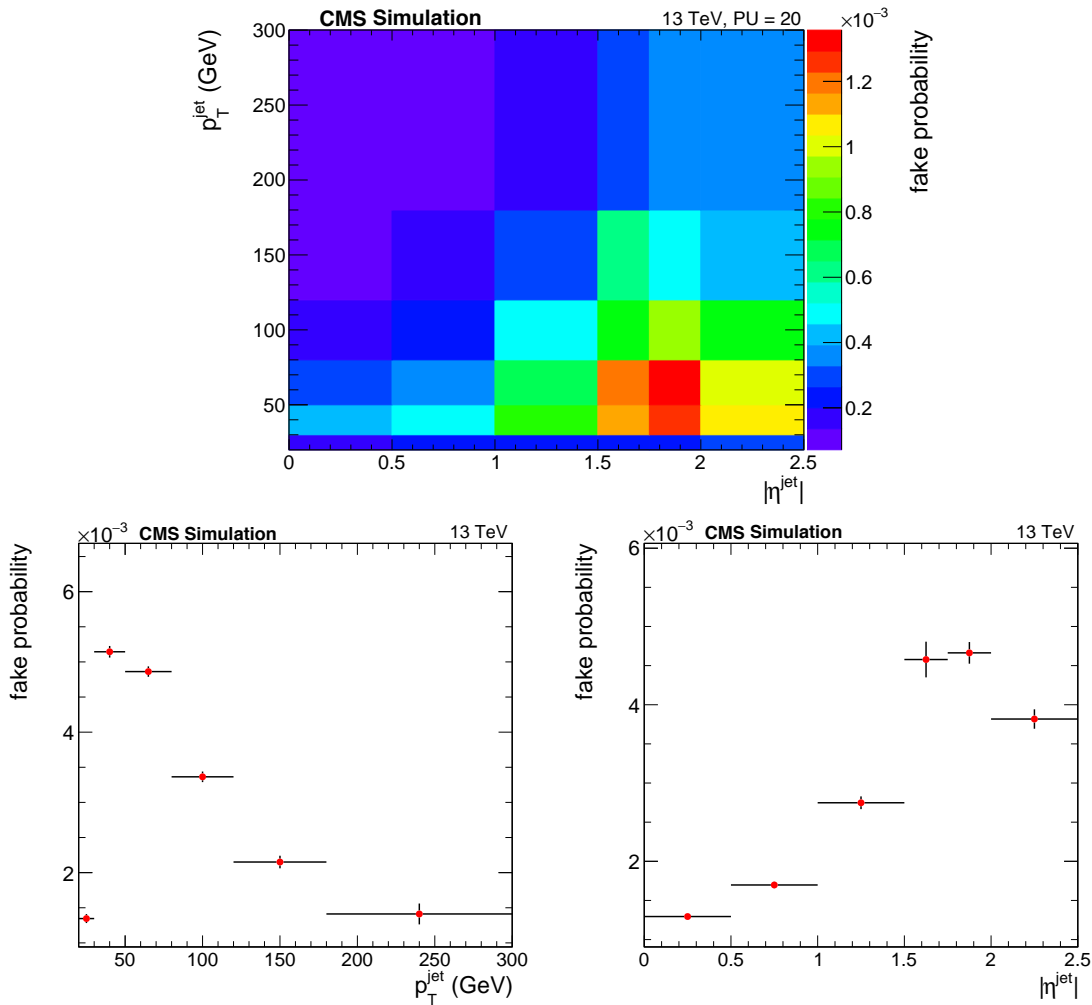 CMS Simulation 13 TeV, PU = 20 ×10⁻³
p_T^jet (GeV)
300
250
200
150
100
50
0 0.5 1 1.5 2 2.5
|η^jet|
1.2
1
0.8
0.6
0.4
0.2
fake probability
×10⁻³ CMS Simulation 13 TeV
fake probability
6
4
2
50 100 150 200 250 300
p_T^jet (GeV)
×10⁻³ CMS Simulation 13 TeV
fake probability
6
4
2
0 0.5 1 1.5 2 2.5
|η^jet|